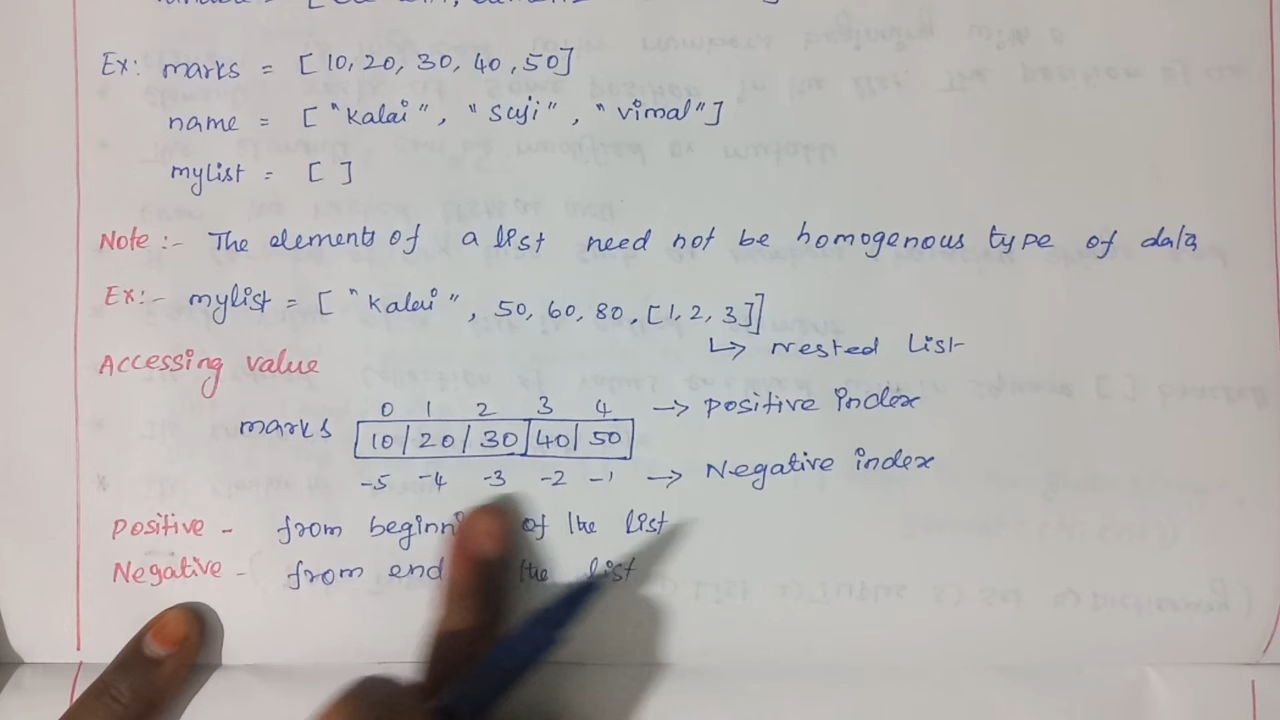 Ex: marks = [10, 20, 30, 40, 50]
name = ["Kalai", "Suji", "Vimal"]
mylist = [ ]
Note :- The elements of a list need not be homogenous type of data
Ex:- mylist = ["Kalai", 50, 60, 80, [1, 2, 3]]
↳ nested list
Accessing value
0 1 2 3 4 → positive index
marks 10 | 20 | 30 | 40 | 50
-5 -4 -3 -2 -1 → Negative index
Positive - from beginni of the list
Negative - from end the list